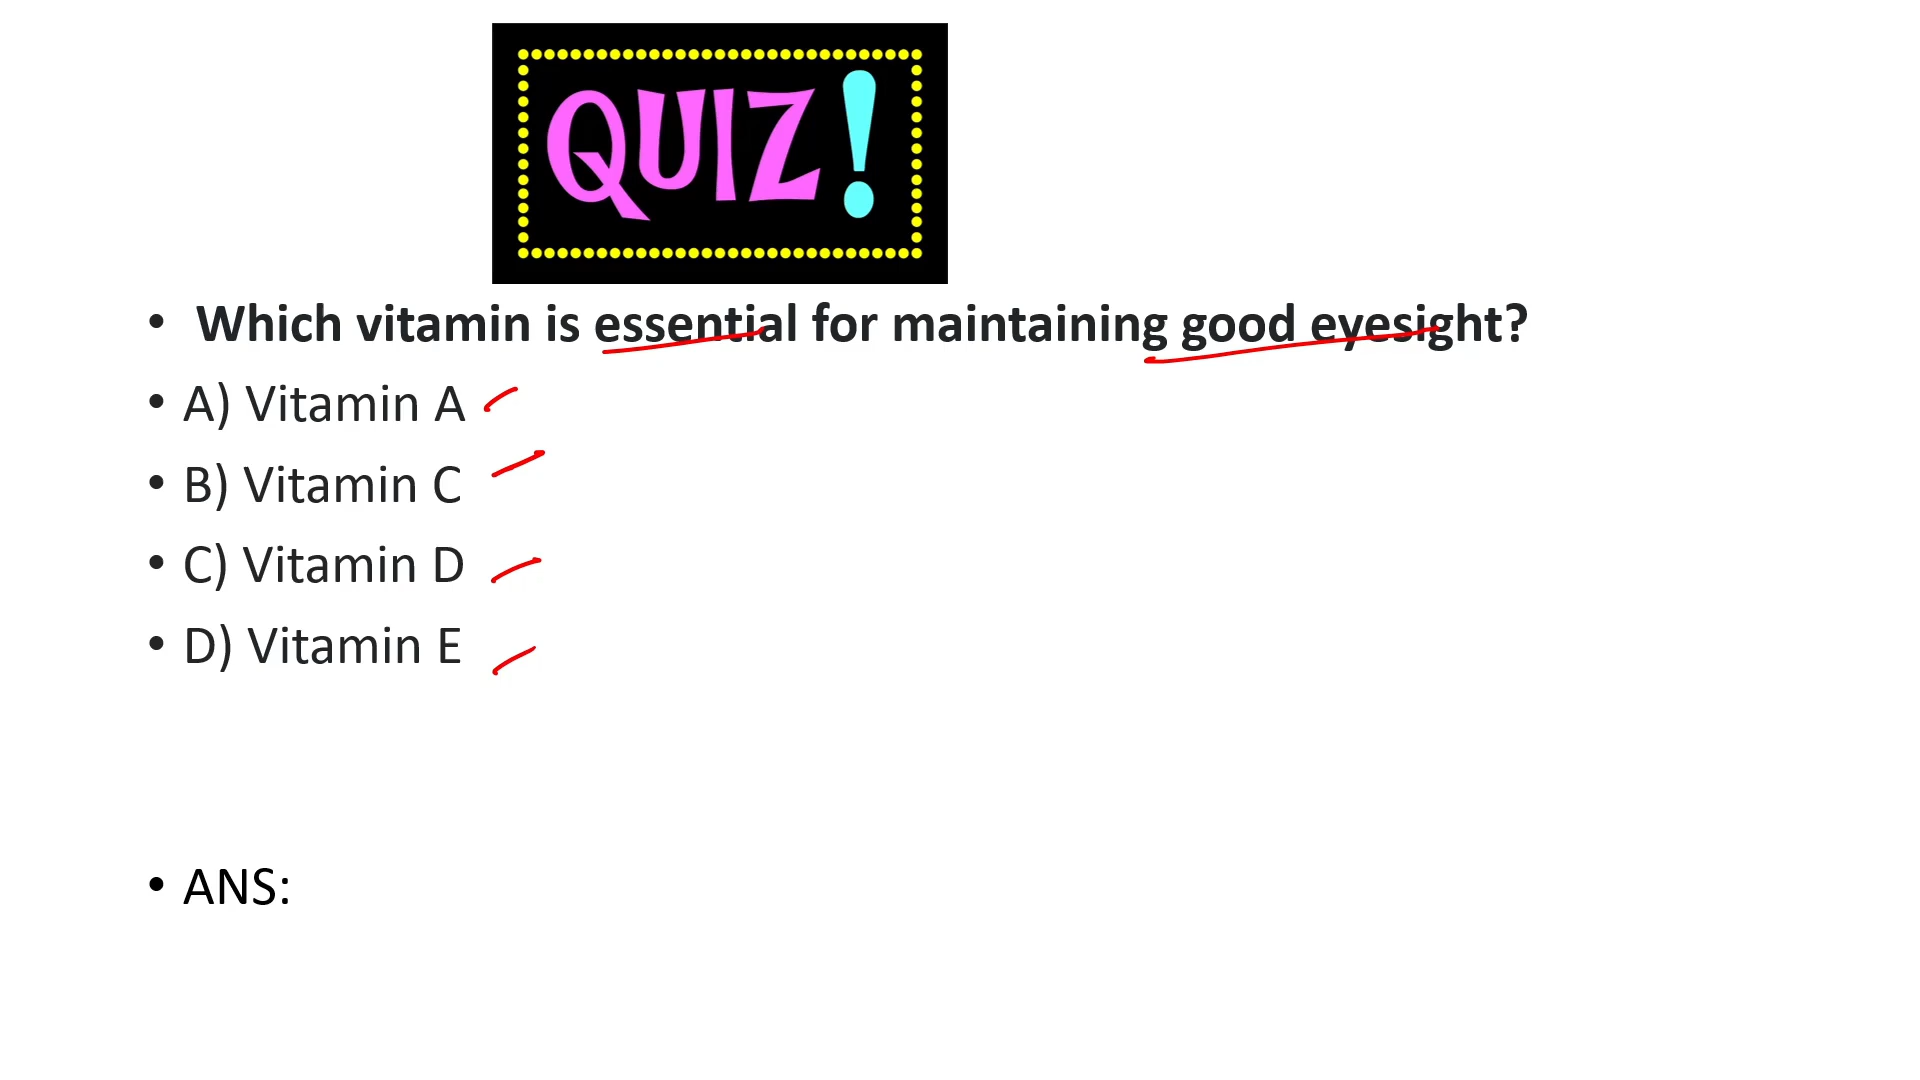 QUIZ!
• Which vitamin is essential for maintaining good eyesight?
• A) Vitamin A
• B) Vitamin C
• C) Vitamin D
• D) Vitamin E
• ANS: